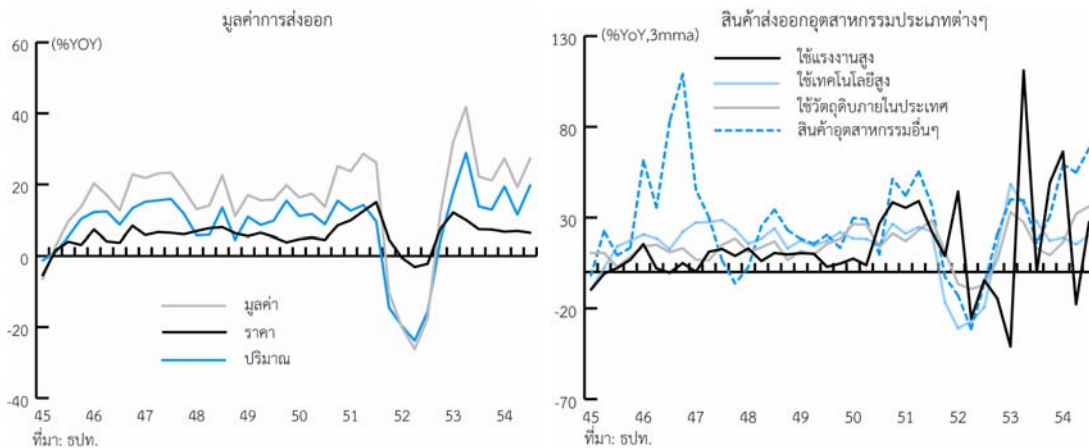 มูลค่าการส่งออก
(%YOY)
60
40
20
0
-20
-40
มูลค่า
ราคา
ปริมาณ
45 46 47 48 49 50 51 52 53 54
ที่มา: ธปท.
สินค้าส่งออกอุตสาหกรรมประเภทต่างๆ
(%YoY,3mma)
130
80
30
-20
-70
ใช้แรงงานสูง
ใช้เทคโนโลยีสูง
ใช้วัตถุดิบภายในประเทศ
สินค้าอุตสาหกรรมอื่นๆ
45 46 47 48 49 50 51 52 53 54
ที่มา: ธปท.